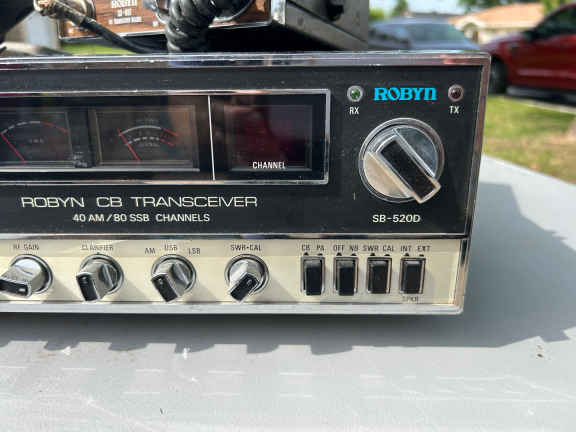 ROBYN
RX
TX
CHANNEL
ROBYN CB TRANSCEIVER
40 AM/80 SSB CHANNELS
SB-520D
RF GAIN
CLARIFIER
AM USB LSB
SWR•CAL
CB PA
OFF NB
SWR CAL
INT EXT
SPKR